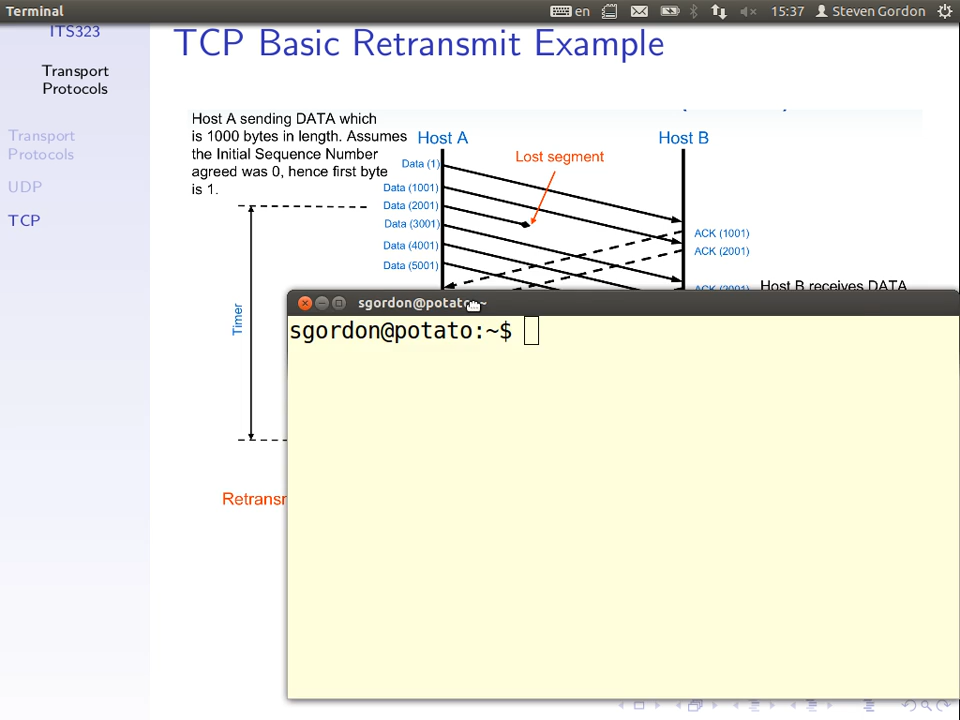 Terminal
en
15:37
Steven Gordon
ITS323
Transport
Protocols
Transport
Protocols
UDP
TCP
TCP Basic Retransmit Example
Host A sending DATA which
is 1000 bytes in length. Assumes
the Initial Sequence Number
agreed was 0, hence first byte
is 1.
Host A
Host B
Lost segment
Data (1)
Data (1001)
Data (2001)
Data (3001)
Data (4001)
Data (5001)
ACK (1001)
ACK (2001)
Host B receives DATA
Timer
Retransm
sgordon@potato: ~
sgordon@potato:~$